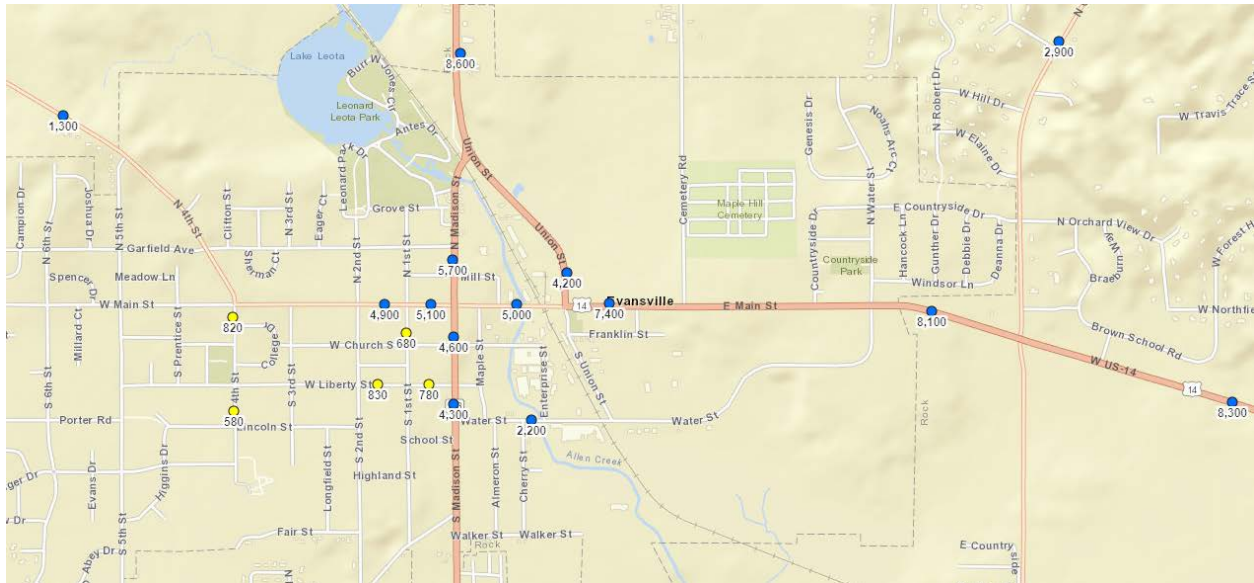 Lake Leota
Burr W Jones Cir
Leonard
Leota Park
Antes Dr
8,600
2,900
1,300
N Robert Dr
W Hill Dr
W Elaine Dr
W Travis Trace
Genesis Dr
Noahs Arc Ct
Union St
Union St
Cemetery Rd
Maple Hill
Cemetery
N Water St
E Countryside Dr
N Orchard View Dr
Countryside Dr
Countryside
Park
Hancock Ln
Gunther Dr
Debbie Dr
Deanna Dr
Windsor Ln
Campion Dr
Joshua Dr
N 6th St
N 5th St
N 4th St
Clifton St
N 3rd St
Eager Ct
Grove St
N Madison St
Garfield Ave
N 2nd St
N 1st St
Mill St
5,700
4,200
Spencer Dr
Meadow Ln
W Main St
4,900
5,100
5,000
14
Evansville
7,400
E Main St
8,100
Franklin St
Brown School Rd
W US-14
14
8,300
820
680
W Church S
4,600
Millard Ct
S Prentice St
College Dr
S 3rd St
Maple St
W Liberty St
830
780
4,300
Enterprise St
S Union St
S 6th St
4th St
580
Porter Rd
Lincoln St
S 1st St
S 2nd St
School St
Water St
2,200
Water St
Rock
Allen Creek
Highland St
S Madison St
Almeron St
Cherry St
Evans Dr
Higgins Dr
Longfield St
S 5th St
Abey Dr
Fair St
Walker St
Walker St
Rock
E Country
side